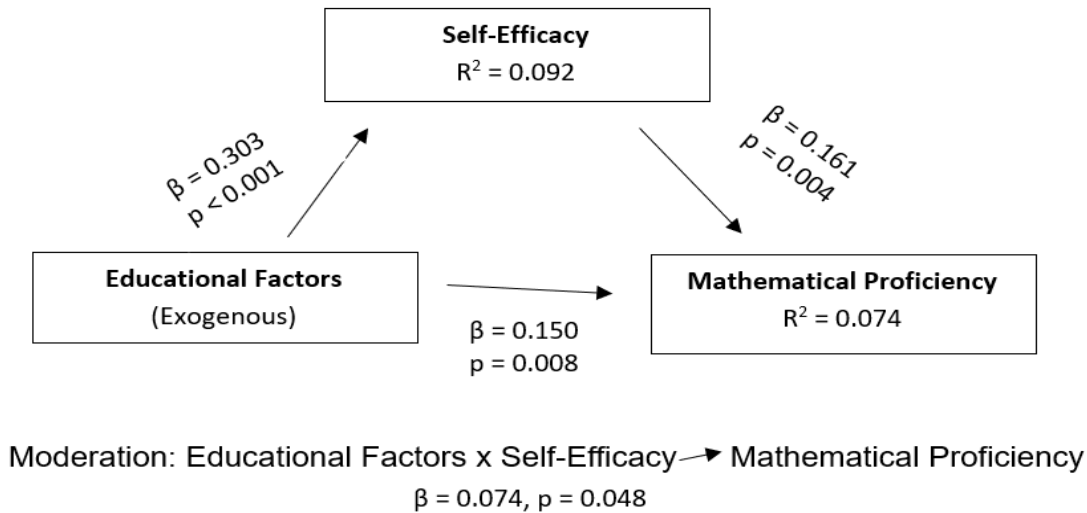 Self-Efficacy
R² = 0.092
β = 0.303
p < 0.001
β = 0.161
p = 0.004
Educational Factors
(Exogenous)
β = 0.150
p = 0.008
Mathematical Proficiency
R² = 0.074
Moderation: Educational Factors x Self-Efficacy Mathematical Proficiency
β = 0.074, p = 0.048